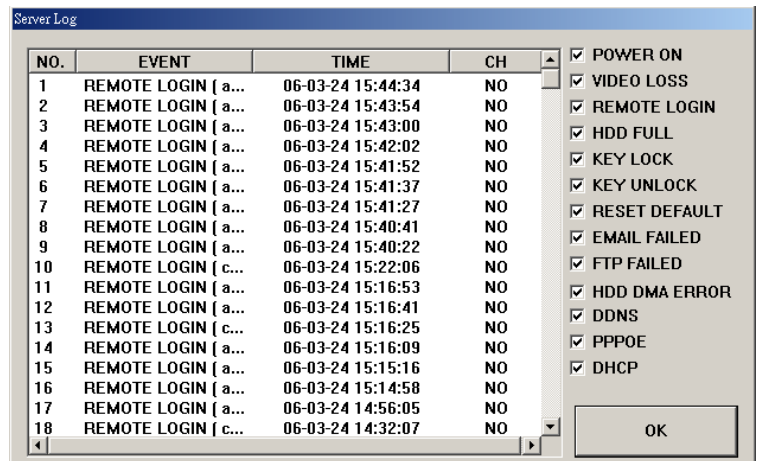 Server Log
NO. EVENT TIME CH
1 REMOTE LOGIN ( a... 06-03-24 15:44:34 NO
2 REMOTE LOGIN ( a... 06-03-24 15:43:54 NO
3 REMOTE LOGIN ( a... 06-03-24 15:43:00 NO
4 REMOTE LOGIN ( a... 06-03-24 15:42:02 NO
5 REMOTE LOGIN ( a... 06-03-24 15:41:52 NO
6 REMOTE LOGIN ( a... 06-03-24 15:41:37 NO
7 REMOTE LOGIN ( a... 06-03-24 15:41:27 NO
8 REMOTE LOGIN ( a... 06-03-24 15:40:41 NO
9 REMOTE LOGIN ( a... 06-03-24 15:40:22 NO
10 REMOTE LOGIN ( c... 06-03-24 15:22:06 NO
11 REMOTE LOGIN ( a... 06-03-24 15:16:53 NO
12 REMOTE LOGIN ( a... 06-03-24 15:16:41 NO
13 REMOTE LOGIN ( c... 06-03-24 15:16:25 NO
14 REMOTE LOGIN ( a... 06-03-24 15:16:09 NO
15 REMOTE LOGIN ( a... 06-03-24 15:15:16 NO
16 REMOTE LOGIN ( a... 06-03-24 15:14:58 NO
17 REMOTE LOGIN ( a... 06-03-24 14:56:05 NO
18 REMOTE LOGIN ( c... 06-03-24 14:32:07 NO
POWER ON
VIDEO LOSS
REMOTE LOGIN
HDD FULL
KEY LOCK
KEY UNLOCK
RESET DEFAULT
EMAIL FAILED
FTP FAILED
HDD DMA ERROR
DDNS
PPPOE
DHCP
OK